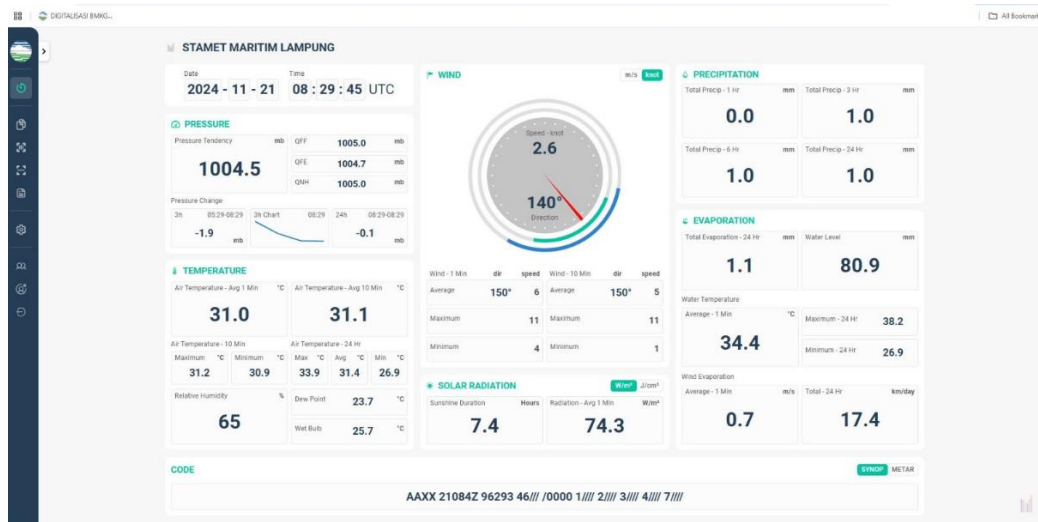 DIGITALISASI BMKG...
All Bookmark
STAMET MARITIM LAMPUNG
Date
Time
2024 - 11 - 21 08 : 29 : 45 UTC
PRESSURE
Pressure Tendency mb
1004.5
QFF 1005.0 mb
QFE 1004.7 mb
QNH 1005.0 mb
Pressure Change
3h 05:29-08:29
-1.9 mb
3h Chart 08:29
24h 08:29-08:29
-0.1 mb
TEMPERATURE
Air Temperature - Avg 1 Min °C
31.0
Air Temperature - Avg 10 Min °C
31.1
Air Temperature - 10 Min
Maximum °C Minimum °C
31.2 30.9
Air Temperature - 24 Hr
Max °C Avg °C Min °C
33.9 31.4 26.9
Relative Humidity %
65
Dew Point 23.7 °C
Wet Bulb 25.7 °C
WIND
m/s knot
Speed - knot
2.6
140°
Direction
Wind - 1 Min dir speed
Average 150° 6
Maximum 11
Minimum 4
Wind - 10 Min dir speed
Average 150° 5
Maximum 11
Minimum 1
SOLAR RADIATION
W/m² J/cm²
Sunshine Duration Hours
7.4
Radiation - Avg 1 Min W/m²
74.3
PRECIPITATION
Total Precip - 1 Hr mm
0.0
Total Precip - 3 Hr mm
1.0
Total Precip - 6 Hr mm
1.0
Total Precip - 24 Hr mm
1.0
EVAPORATION
Total Evaporation - 24 Hr mm
1.1
Water Level mm
80.9
Water Temperature
Average - 1 Min °C
34.4
Maximum - 24 Hr 38.2
Minimum - 24 Hr 26.9
Wind Evaporation
Average - 1 Min m/s
0.7
Total - 24 Hr km/day
17.4
CODE
SYNOP METAR
AAXX 21084Z 96293 46/// /0000 1//// 2//// 3//// 4//// 7////